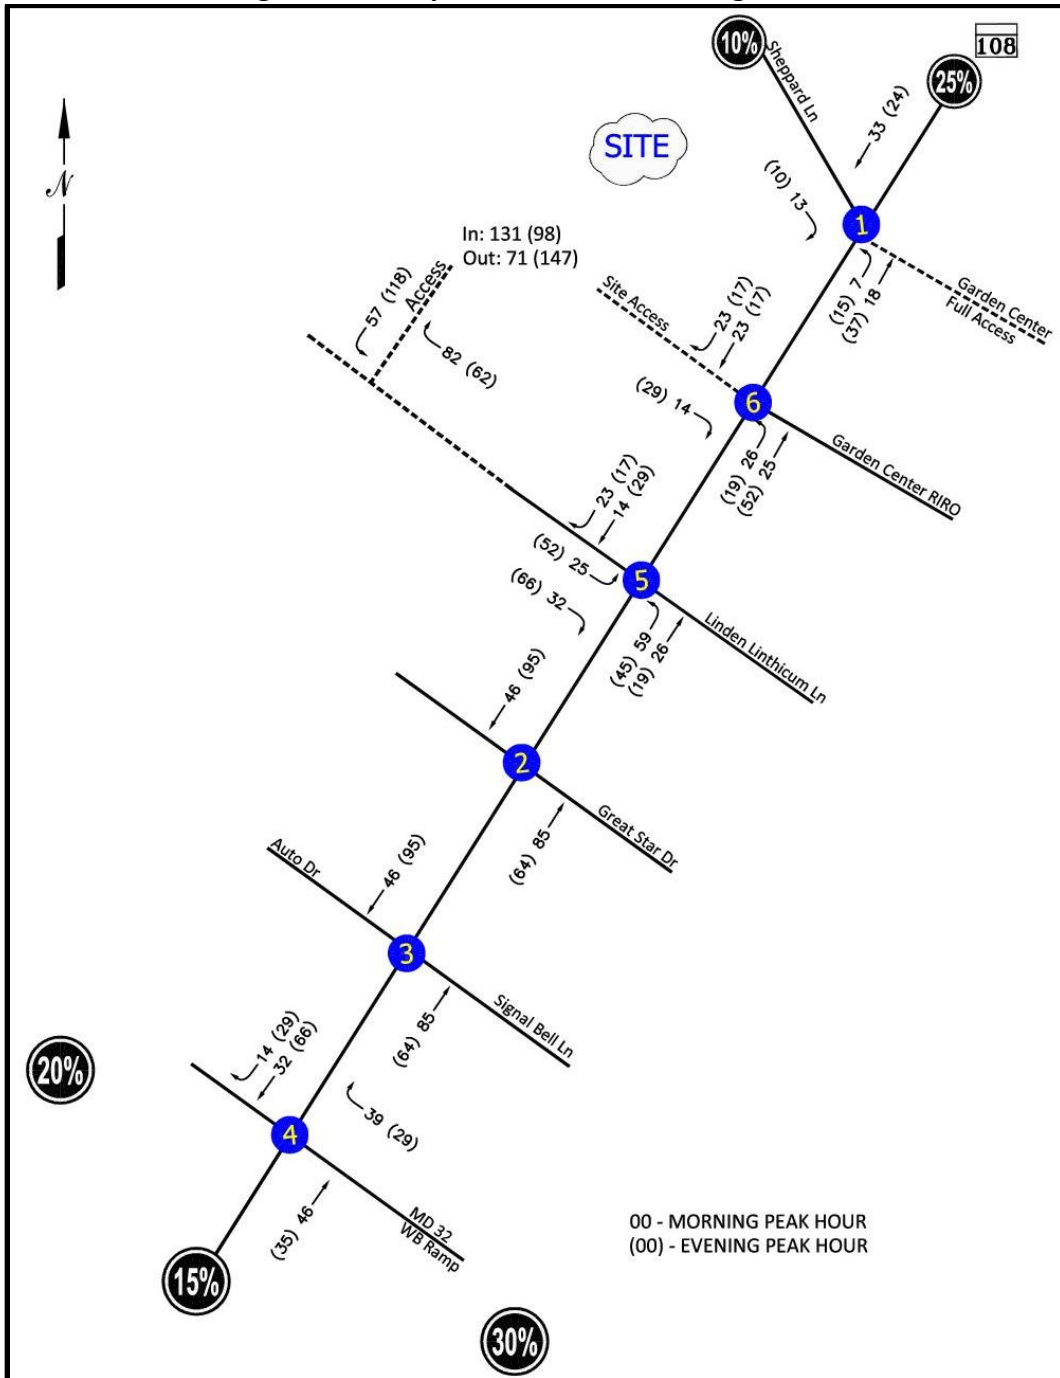 10%
108
Sheppard Ln
25%
33 (24)
SITE
N
(10) 13
1
In: 131 (98)
Out: 71 (147)
Garden Center
Full Access
(15) 7
(37) 18
57 (118)
Access
Site Access
23 (17)
23 (17)
82 (62)
(29) 14
6
(19) 26
(52) 25
Garden Center RIRO
23 (17)
14 (29)
(52) 25
5
(66) 32
Linden Linthicum Ln
(45) 59
(19) 26
46 (95)
2
Great Star Dr
(64) 85
Auto Dr
46 (95)
3
Signal Bell Ln
(64) 85
14 (29)
32 (66)
20%
39 (29)
4
MD 32
WB Ramp
(35) 46
00 - MORNING PEAK HOUR
(00) - EVENING PEAK HOUR
15%
30%